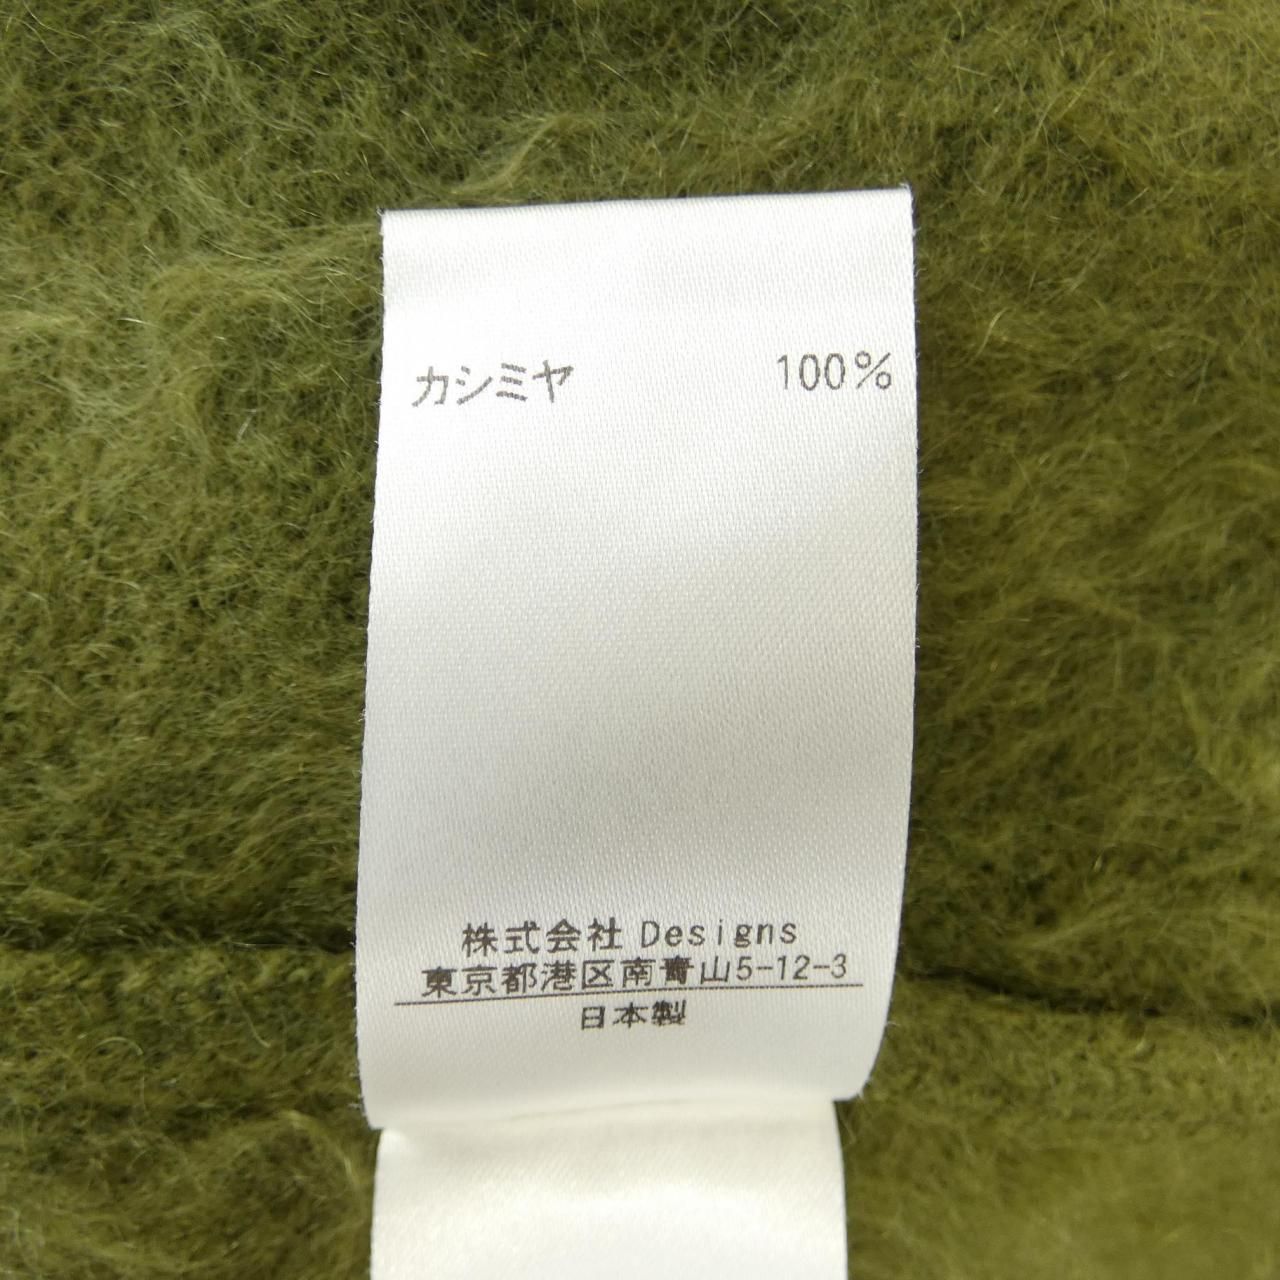 カシミヤ 100%
株式会社 Designs
東京都港区南青山5-12-3
日本製